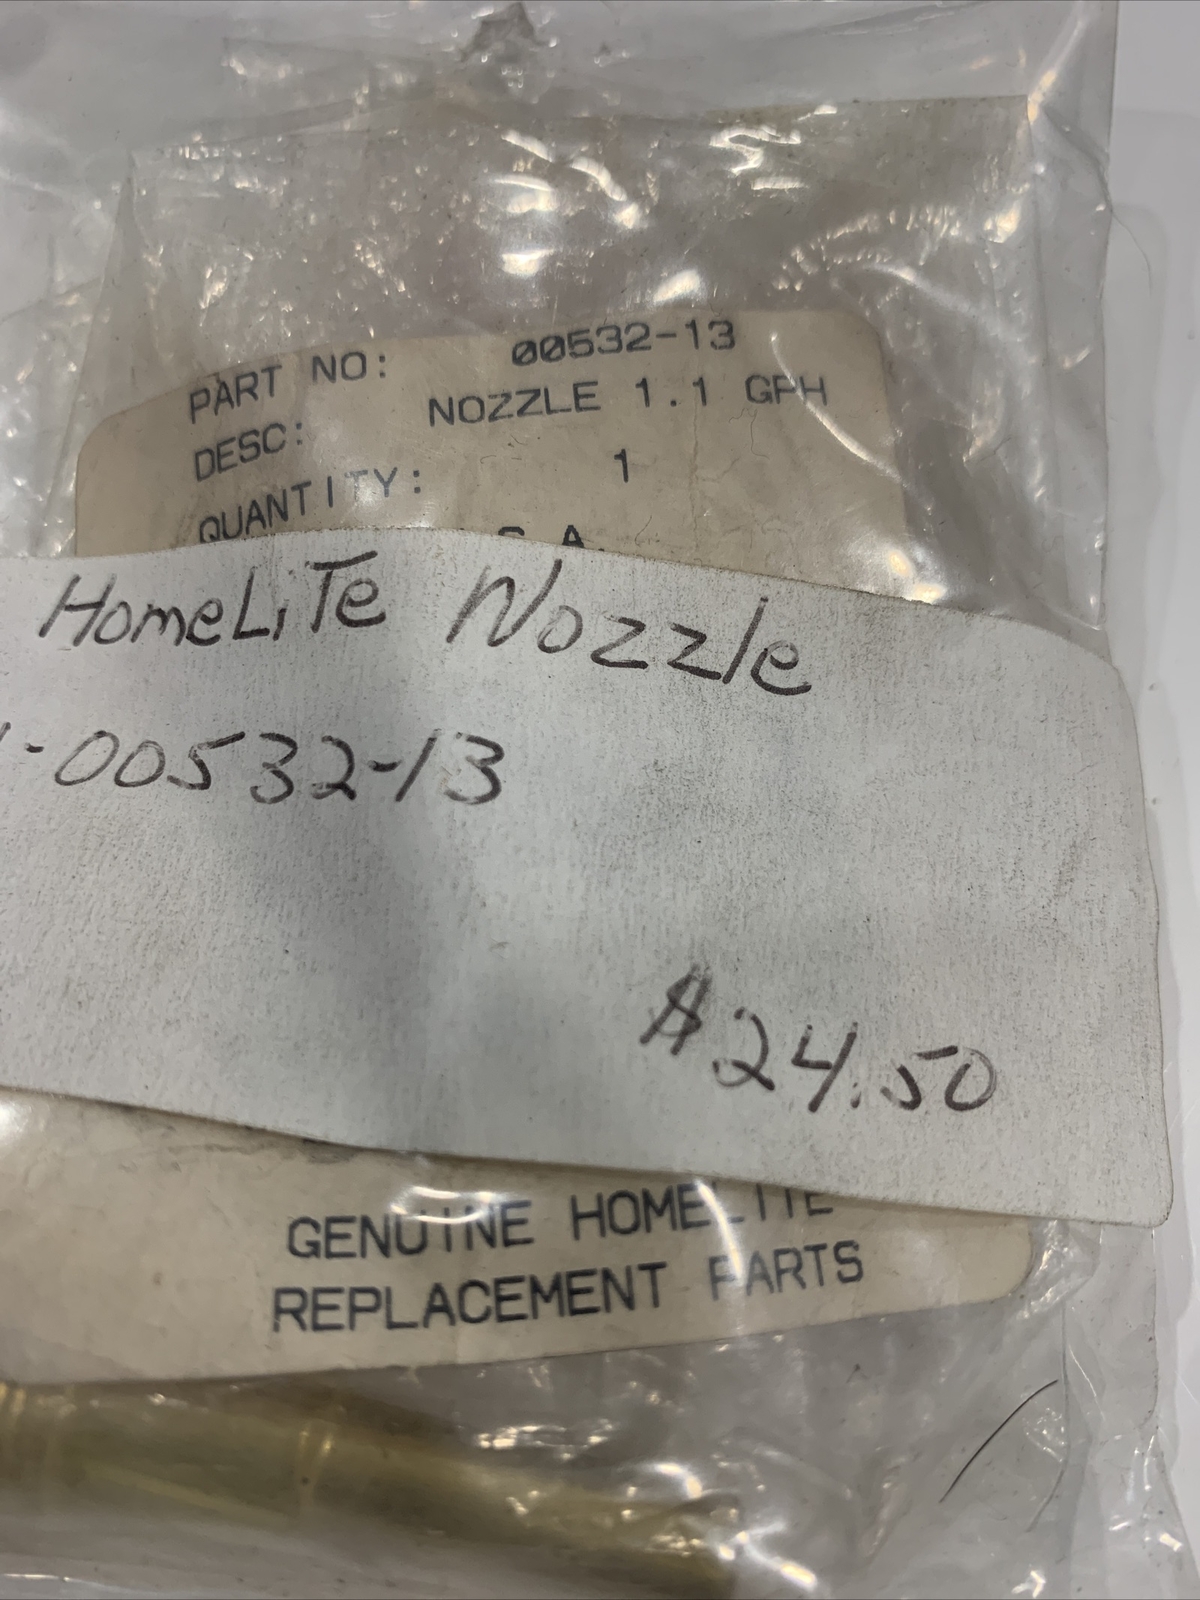 PART NO: 00532-13
DESC: NOZZLE 1.1 GPH
QUANTITY: 1
S.A.
HomeLiTe Nozzle
-00532-13
$24.50
GENUINE HOMELITE
REPLACEMENT PARTS